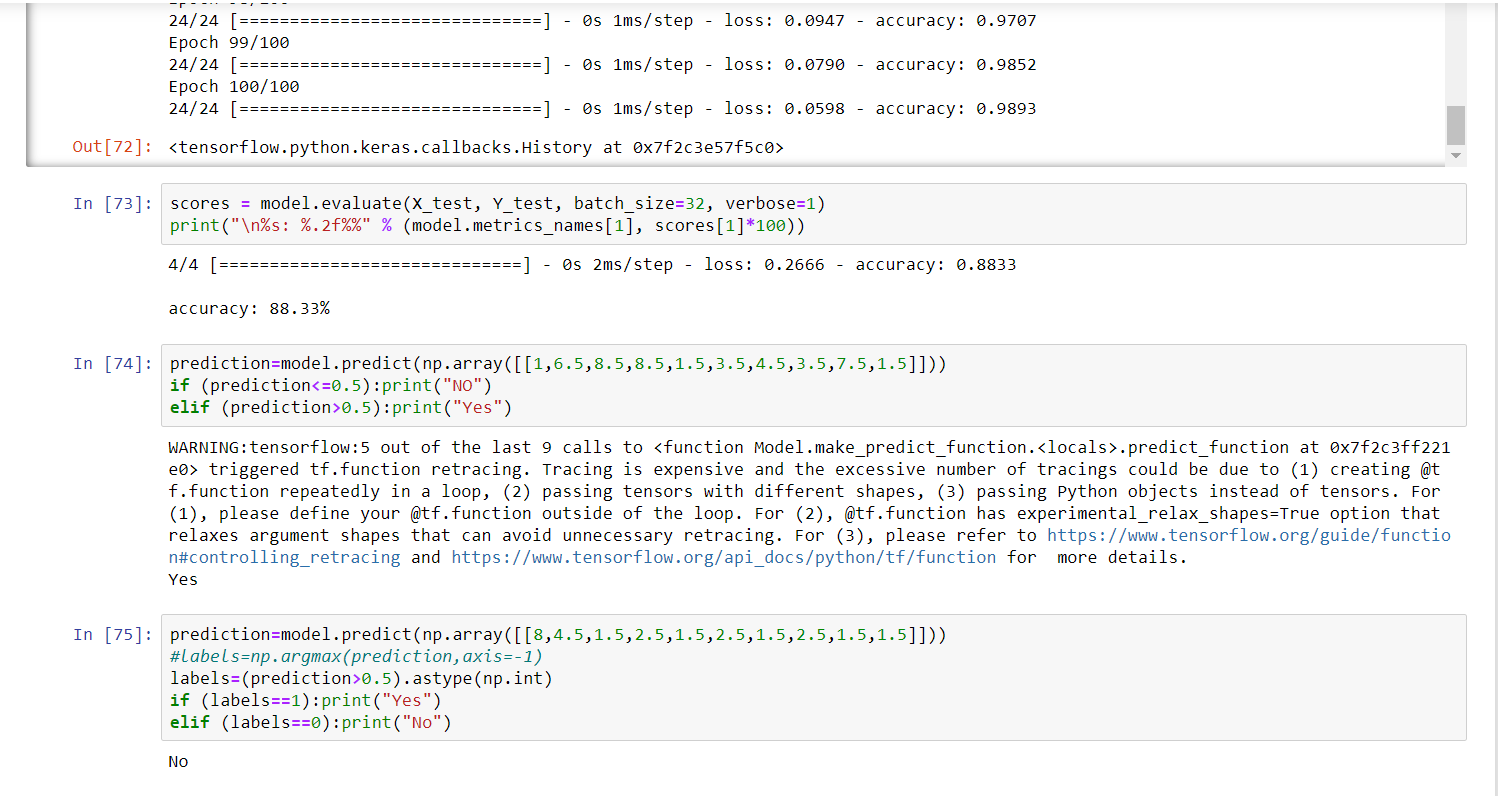 24/24 [==============================] - 0s 1ms/step - loss: 0.0947 - accuracy: 0.9707
Epoch 99/100
24/24 [==============================] - 0s 1ms/step - loss: 0.0790 - accuracy: 0.9852
Epoch 100/100
24/24 [==============================] - 0s 1ms/step - loss: 0.0598 - accuracy: 0.9893
Out[72]: <tensorflow.python.keras.callbacks.History at 0x7f2c3e57f5c0>
In [73]: scores = model.evaluate(X_test, Y_test, batch_size=32, verbose=1)
print("\n%s: %.2f%%" % (model.metrics_names[1], scores[1]*100))
4/4 [==============================] - 0s 2ms/step - loss: 0.2666 - accuracy: 0.8833
accuracy: 88.33%
In [74]: prediction=model.predict(np.array([[1,6.5,8.5,8.5,1.5,3.5,4.5,3.5,7.5,1.5]]))
if (prediction<=0.5):print("NO")
elif (prediction>0.5):print("Yes")
WARNING:tensorflow:5 out of the last 9 calls to <function Model.make_predict_function.<locals>.predict_function at 0x7f2c3ff221
e0> triggered tf.function retracing. Tracing is expensive and the excessive number of tracings could be due to (1) creating @t
f.function repeatedly in a loop, (2) passing tensors with different shapes, (3) passing Python objects instead of tensors. For
(1), please define your @tf.function outside of the loop. For (2), @tf.function has experimental_relax_shapes=True option that
relaxes argument shapes that can avoid unnecessary retracing. For (3), please refer to https://www.tensorflow.org/guide/functio
n#controlling_retracing and https://www.tensorflow.org/api_docs/python/tf/function for  more details.
Yes
In [75]: prediction=model.predict(np.array([[8,4.5,1.5,2.5,1.5,2.5,1.5,2.5,1.5,1.5]]))
#labels=np.argmax(prediction,axis=-1)
labels=(prediction>0.5).astype(np.int)
if (labels==1):print("Yes")
elif (labels==0):print("No")
No